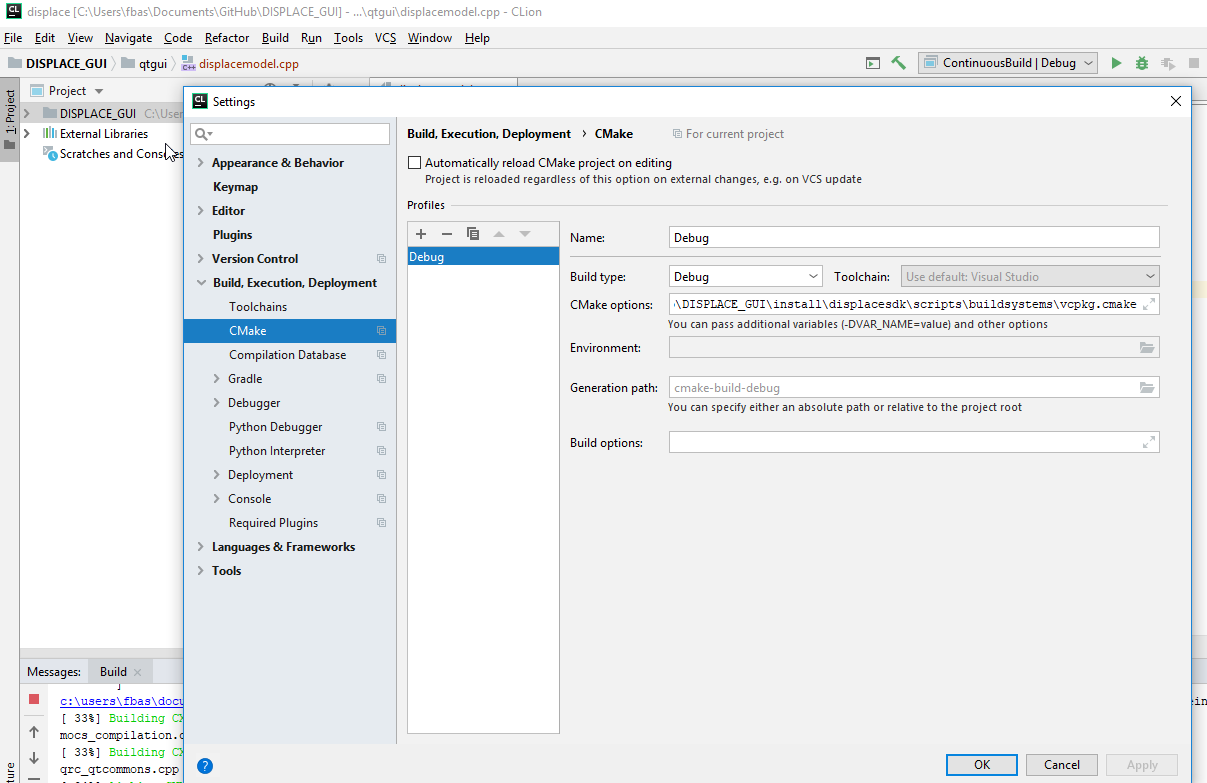 displace [C:\Users\fbas\Documents\GitHub\DISPLACE_GUI] - ...\qtgui\displacemodel.cpp - CLion
File Edit View Navigate Code Refactor Build Run Tools VCS Window Help
DISPLACE_GUI qtgui displacemodel.cpp ContinuousBuild | Debug
1: Project
Project
DISPLACE_GUI C:\User
External Libraries
Scratches and Consoles
Settings
Appearance & Behavior
Keymap
Editor
Plugins
Version Control
Build, Execution, Deployment
Toolchains
CMake
Compilation Database
Gradle
Debugger
Python Debugger
Python Interpreter
Deployment
Console
Required Plugins
Languages & Frameworks
Tools
Build, Execution, Deployment › CMake For current project
Automatically reload CMake project on editing
Project is reloaded regardless of this option on external changes, e.g. on VCS update
Profiles
Debug
Name: Debug
Build type: Debug Toolchain: Use default: Visual Studio
CMake options: \DISPLACE_GUI\install\displacesdk\scripts\buildsystems\vcpkg.cmake
You can pass additional variables (-DVAR_NAME=value) and other options
Environment:
Generation path: cmake-build-debug
You can specify either an absolute path or relative to the project root
Build options:
OK Cancel Apply
Messages: Build
c:\users\fbas\docu
[ 33%] Building CX
mocs_compilation.c
[ 33%] Building CX
qrc_qtcommons.cpp